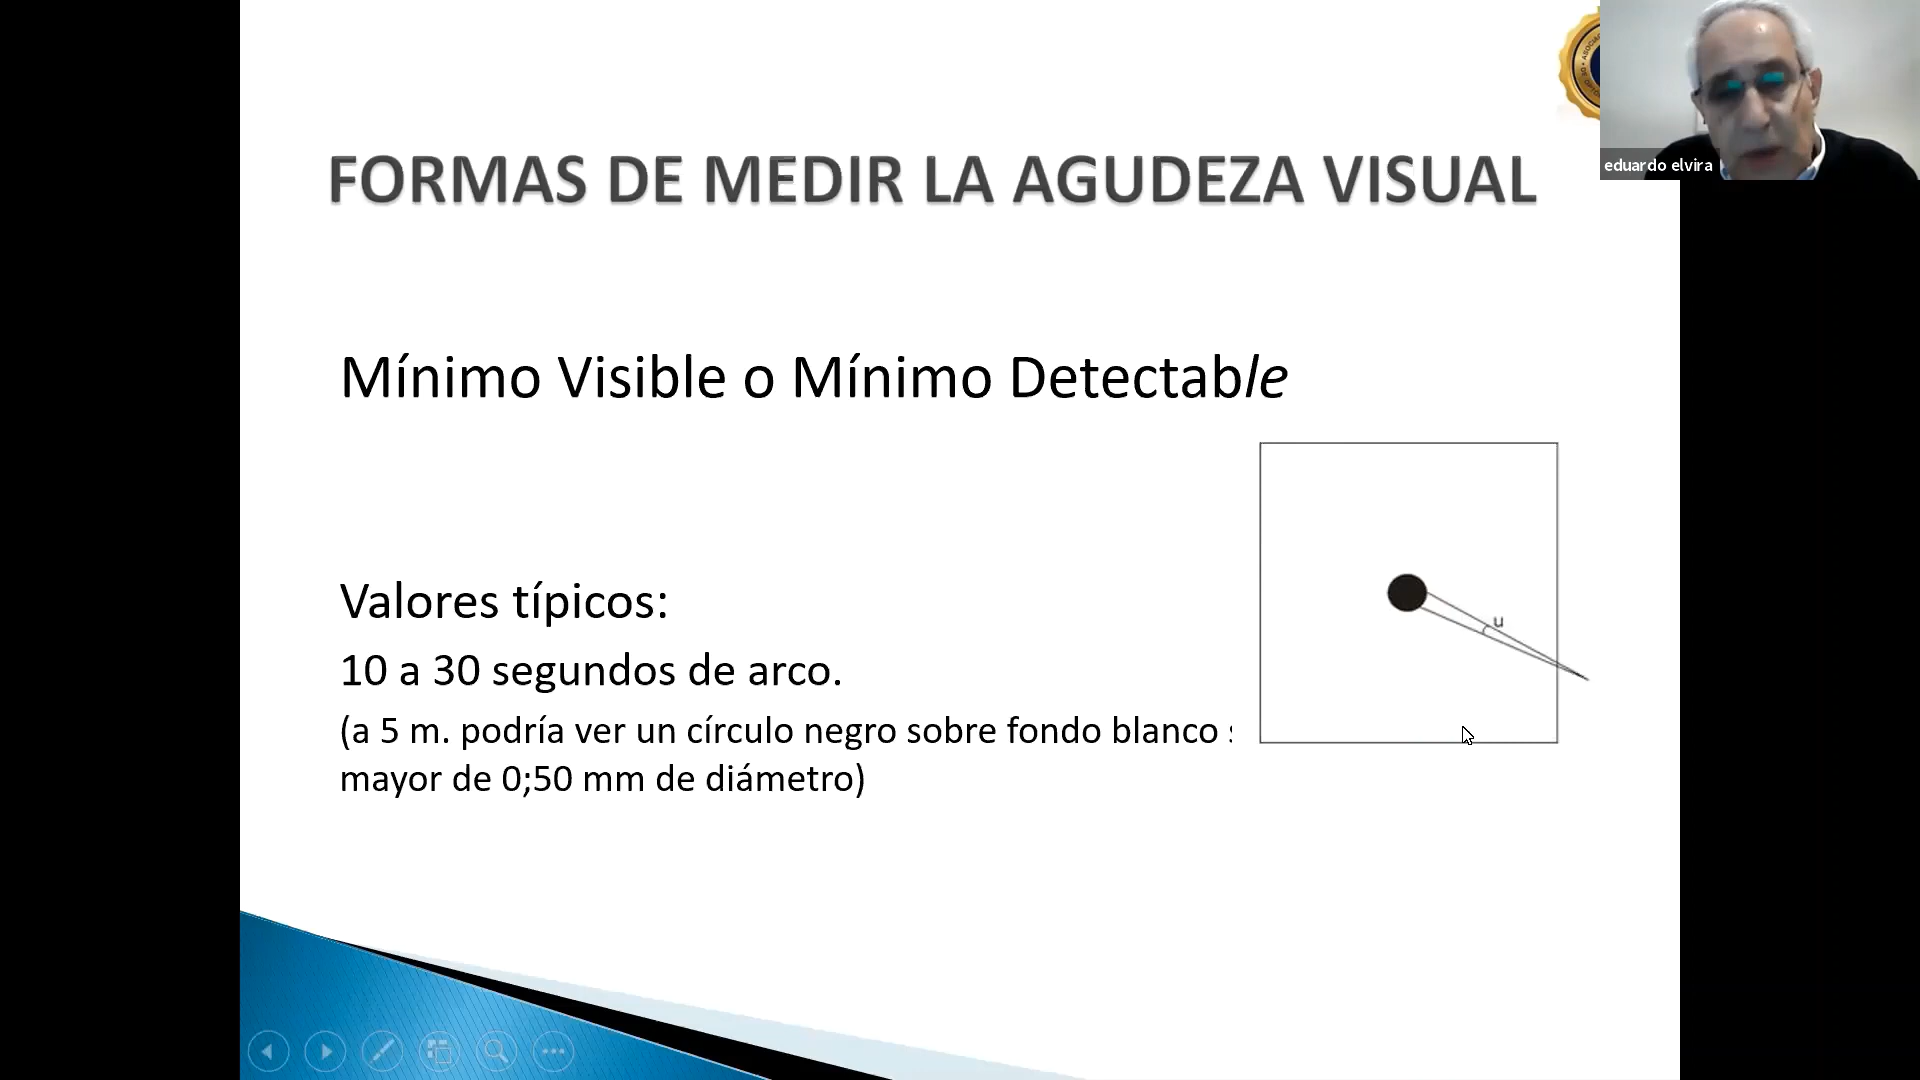 FORMAS DE MEDIR LA AGUDEZA VISUAL
eduardo elvira
Mínimo Visible o Mínimo Detectable
u
Valores típicos:
10 a 30 segundos de arco.
(a 5 m. podría ver un círculo negro sobre fondo blanco
mayor de 0;50 mm de diámetro)